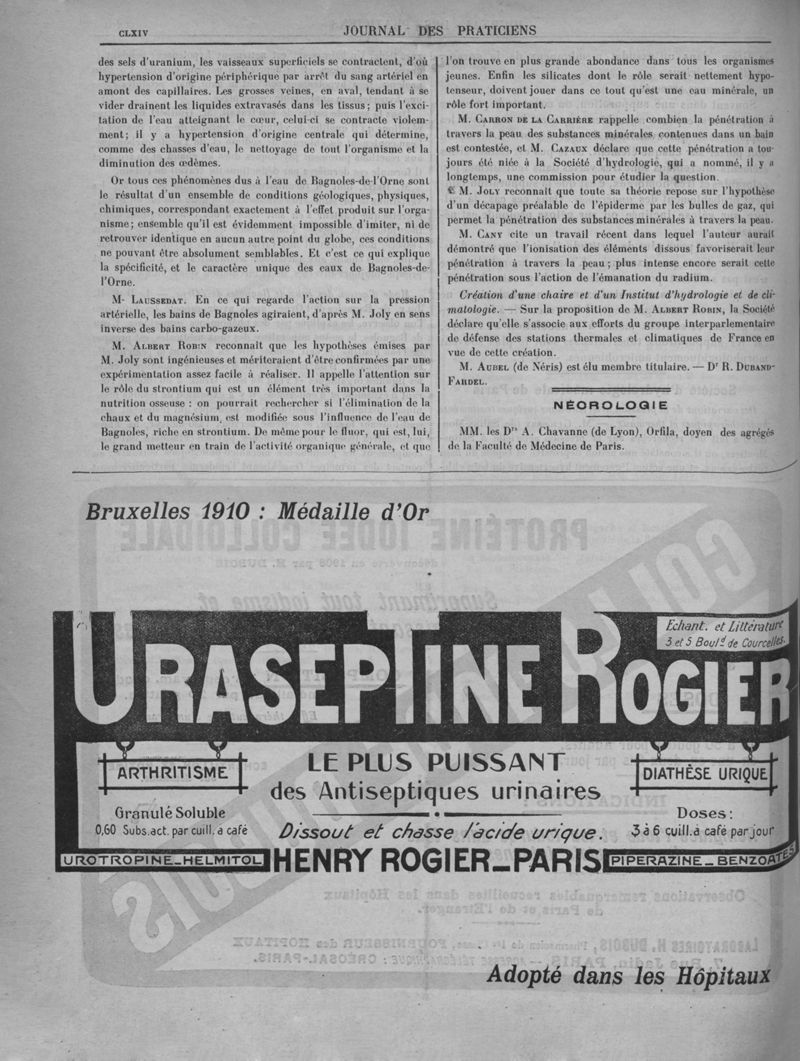 CLXIV
JOURNAL DES PRATICIENS
des sels d'uranium, les vaisseaux superficiels se contractent, d'où
hypertension d'origine périphérique par arrêt du sang artériel en
amont des capillaires. Les grosses veines, en aval, tendant à se
vider drainent les liquides extravasés dans les tissus ; puis l'exci-
tation de l'eau atteignant le cœur, celui-ci se contracte violem-
ment ; il y a hypertension d'origine centrale qui détermine,
comme des chasses d'eau, le nettoyage de tout l'organisme et la
diminution des œdèmes.
Or tous ces phénomènes dus à l'eau de Bagnoles-de-l'Orne sont
le résultat d'un ensemble de conditions géologiques, physiques,
chimiques, correspondant exactement à l'effet produit sur l'orga-
nisme ; ensemble qu'il est évidemment impossible d'imiter, ni de
retrouver identique en aucun autre point du globe, ces conditions
ne pouvant être absolument semblables. Et c'est ce qui explique
la spécificité, et le caractère unique des eaux de Bagnoles-de-
l'Orne.
M. LAUSSEDAT. En ce qui regarde l'action sur la pression
artérielle, les bains de Bagnoles agiraient, d'après M. Joly en sens
inverse des bains carbo-gazeux.
M. ALBERT ROBIN reconnaît que les hypothèses émises par
M. Joly sont ingénieuses et mériteraient d'être confirmées par une
expérimentation assez facile à réaliser. Il appelle l'attention sur
le rôle du strontium qui est un élément très important dans la
nutrition osseuse : on pourrait rechercher si l'élimination de la
chaux et du magnésium, est modifiée sous l'influence de l'eau de
Bagnoles, riche en strontium. De même pour le fluor, qui est, lui,
le grand metteur en train de l'activité organique générale, et que
l'on trouve en plus grande abondance dans tous les organismes
jeunes. Enfin les silicates dont le rôle serait nettement hypo-
tenseur, doivent jouer dans ce tout qu'est une eau minérale, un
rôle fort important.
M. CARRON DE LA CARRIÈRE rappelle combien la pénétration à
travers la peau des substances minérales contenues dans un bain
est contestée, et M. CAZAUX déclare que cette pénétration a tou-
jours été niée à la Société d'hydrologie, qui a nommé, il y a
longtemps, une commission pour étudier la question.
M. JOLY reconnaît que toute sa théorie repose sur l'hypothèse
d'un décapage préalable de l'épiderme par les bulles de gaz, qui
permet la pénétration des substances minérales à travers la peau.
M. CANY cite un travail récent dans lequel l'auteur aurait
démontré que l'ionisation des éléments dissous favoriserait leur
pénétration à travers la peau ; plus intense encore serait cette
pénétration sous l'action de l'émanation du radium.
Création d'une chaire et d'un Institut d'hydrologie et de cli-
matologie. — Sur la proposition de M. ALBERT ROBIN, la Société
déclare qu'elle s'associe aux efforts du groupe interparlementaire
de défense des stations thermales et climatiques de France en
vue de cette création.
M. AUBEL (de Néris) est élu membre titulaire. — Dr R. DURAND-
FARDEL.
NÉCROLOGIE
MM. les Drs A. Chavanne (de Lyon), Orfila, doyen des agrégés
de la Faculté de Médecine de Paris.
Bruxelles 1910 : Médaille d'Or
Echant. et Littérature
3 et 5 Boul.d de Courcelles.
URASEPTINE ROGIER
ARTHRITISME
LE PLUS PUISSANT
des Antiseptiques urinaires
DIATHÈSE URIQUE
Granulé Soluble
0,60 Subs.act. par cuill. à café
Dissout et chasse l'acide urique.
Doses :
3 à 6 cuill. à café par jour
UROTROPINE_HELMITOL
HENRY ROGIER_PARIS
PIPERAZINE_BENZOATES
Adopté dans les Hôpitaux